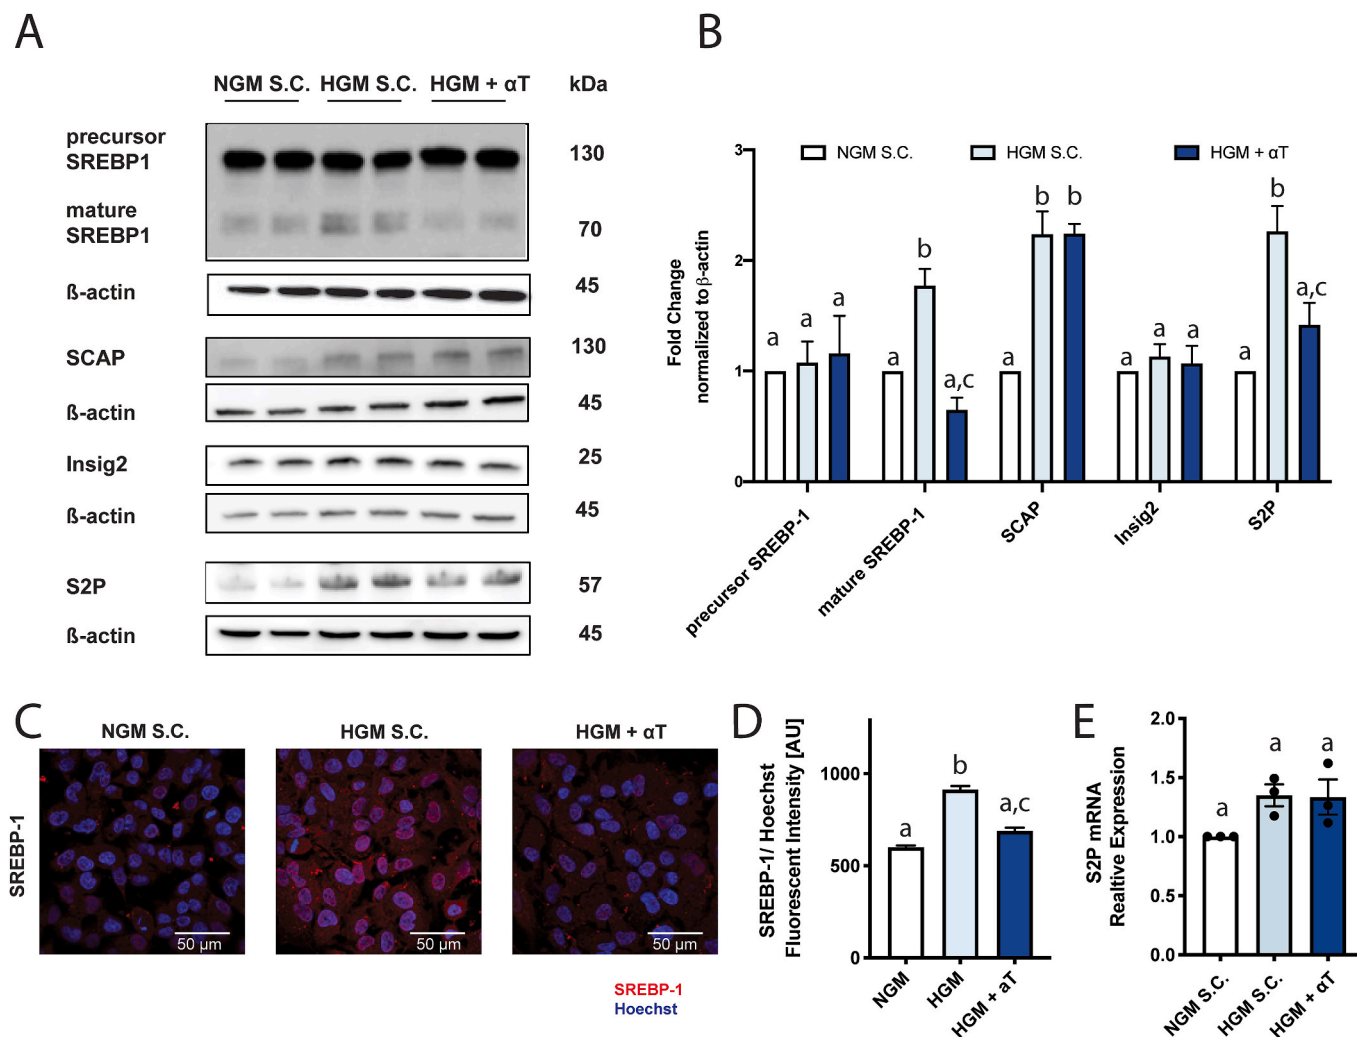 A
NGM S.C. HGM S.C. HGM + αT kDa
precursor
SREBP1
130
mature
SREBP1
70
ß-actin 45
SCAP 130
ß-actin 45
Insig2 25
ß-actin 45
S2P 57
ß-actin 45
B
NGM S.C. HGM S.C. HGM + αT
Fold Change
normalized to β-actin
3
2
1
0
a a a
a b a,c
a b b
a a a
a b a,c
precursor SREBP-1
mature SREBP-1
SCAP
Insig2
S2P
C
NGM S.C. HGM S.C. HGM + αT
SREBP-1
50 µm 50 µm 50 µm
SREBP-1
Hoechst
D
SREBP-1/ Hoechst
Fluorescent Intensity [AU]
1000
500
0
a b a,c
NGM
HGM
HGM + aT
E
S2P mRNA
Realtive Expression
2.0
1.5
1.0
0.5
0.0
a a a
NGM S.C.
HGM S.C.
HGM + αT